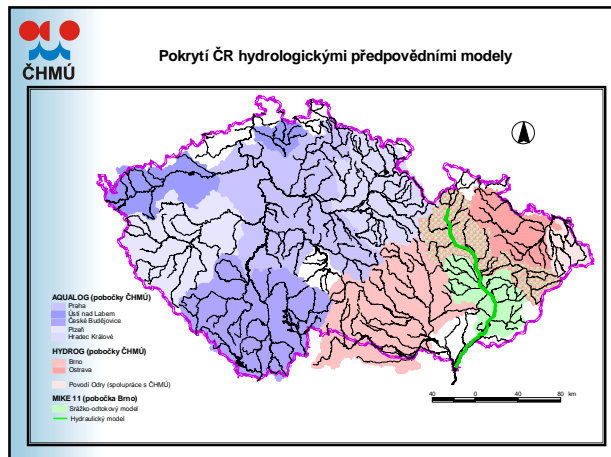 ČHMÚ
Pokrytí ČR hydrologickými předpovědními modely
AQUALOG (pobočky ČHMÚ)
Praha
Ústí nad Labem
České Budějovice
Plzeň
Hradec Králové
HYDROG (pobočky ČHMÚ)
Brno
Ostrava
Povodí Odry (spolupráce s ČHMÚ)
MIKE 11 (pobočka Brno)
Srážko-odtokový model
Hydraulický model
40 0 40 80 km